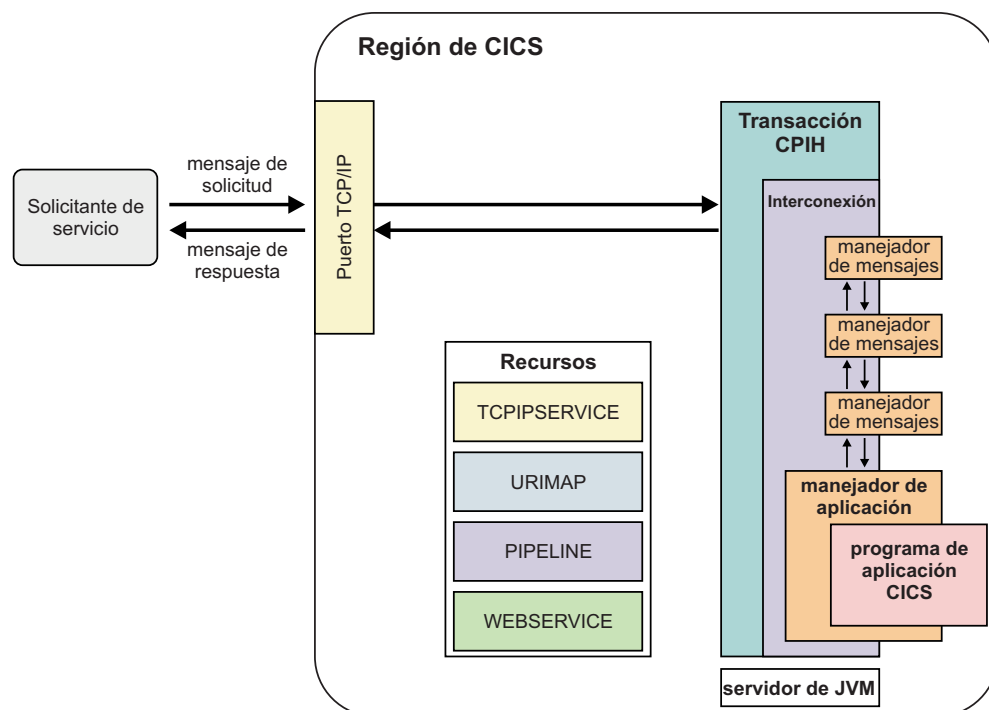 Región de CICS
Solicitante de
servicio
mensaje de
solicitud
mensaje de
respuesta
Puerto TCP/IP
Recursos
TCPIPSERVICE
URIMAP
PIPELINE
WEBSERVICE
Transacción
CPIH
Interconexión
manejador
de mensajes
manejador
de mensajes
manejador
de mensajes
manejador de
aplicación
programa de
aplicación
CICS
servidor de JVM